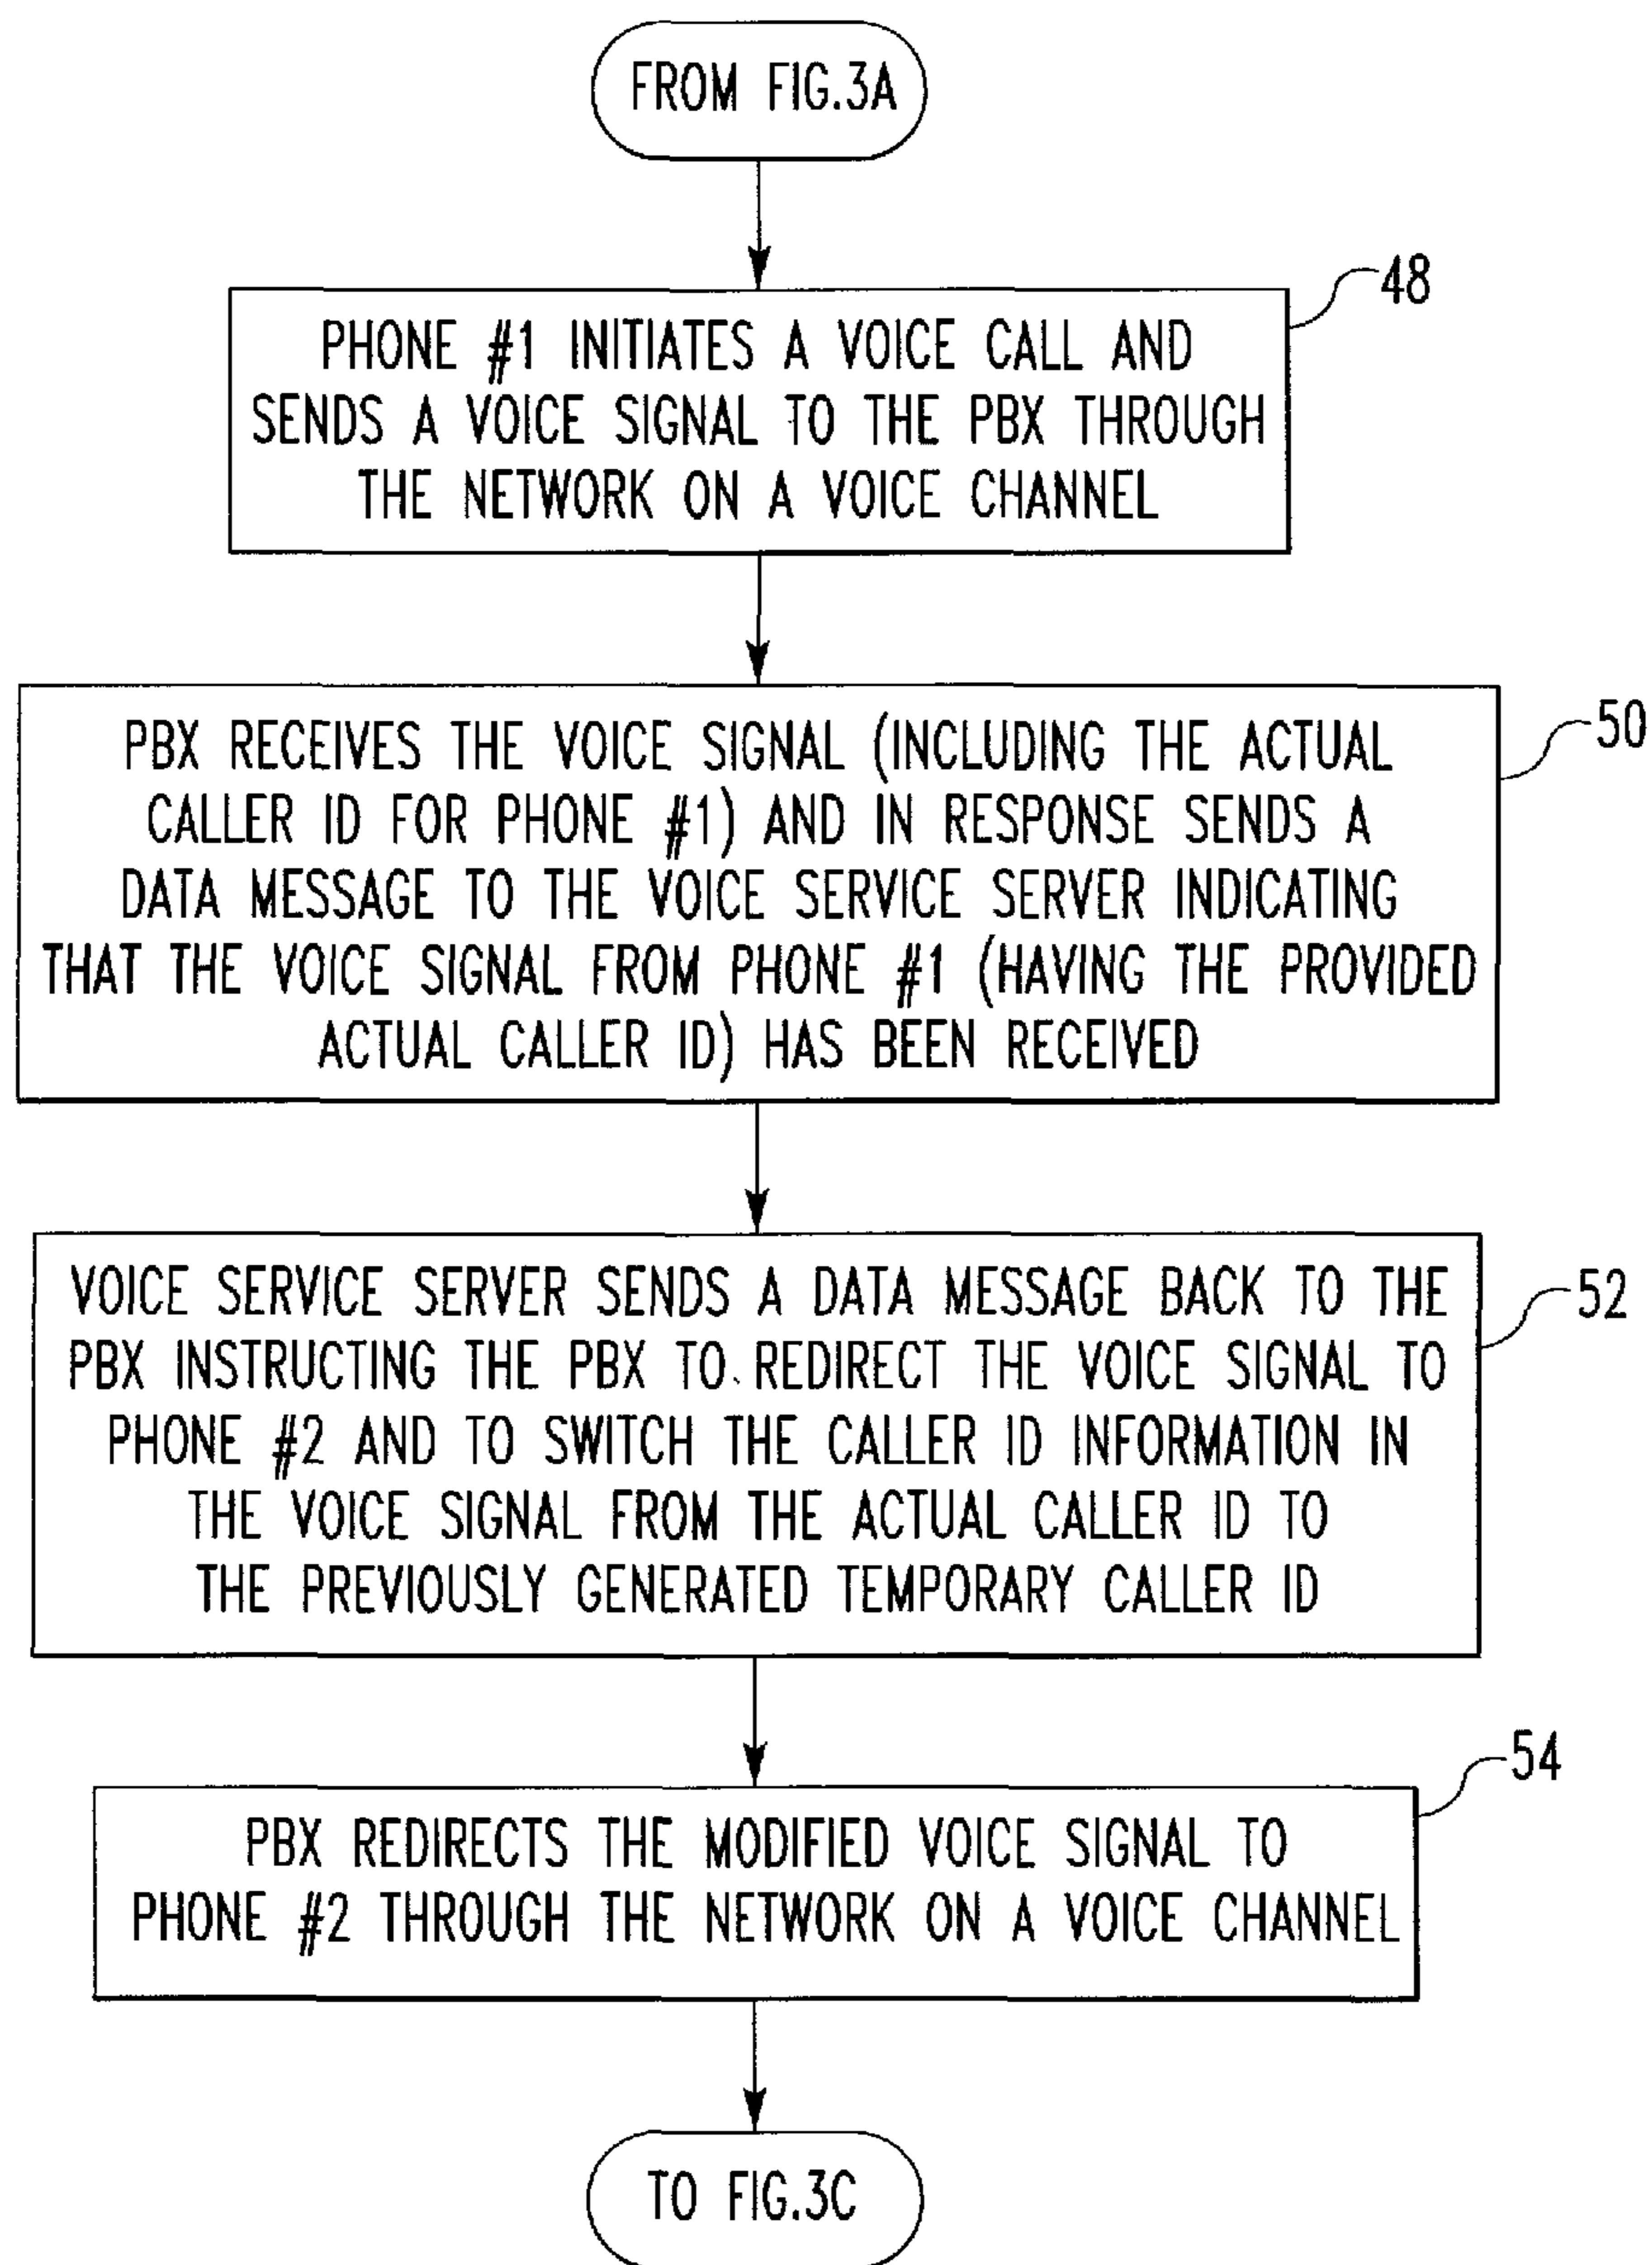 FROM FIG.3A
48
PHONE #1 INITIATES A VOICE CALL AND
SENDS A VOICE SIGNAL TO THE PBX THROUGH
THE NETWORK ON A VOICE CHANNEL
50
PBX RECEIVES THE VOICE SIGNAL (INCLUDING THE ACTUAL
CALLER ID FOR PHONE #1) AND IN RESPONSE SENDS A
DATA MESSAGE TO THE VOICE SERVICE SERVER INDICATING
THAT THE VOICE SIGNAL FROM PHONE #1 (HAVING THE PROVIDED
ACTUAL CALLER ID) HAS BEEN RECEIVED
52
VOICE SERVICE SERVER SENDS A DATA MESSAGE BACK TO THE
PBX INSTRUCTING THE PBX TO REDIRECT THE VOICE SIGNAL TO
PHONE #2 AND TO SWITCH THE CALLER ID INFORMATION IN
THE VOICE SIGNAL FROM THE ACTUAL CALLER ID TO
THE PREVIOUSLY GENERATED TEMPORARY CALLER ID
54
PBX REDIRECTS THE MODIFIED VOICE SIGNAL TO
PHONE #2 THROUGH THE NETWORK ON A VOICE CHANNEL
TO FIG.3C